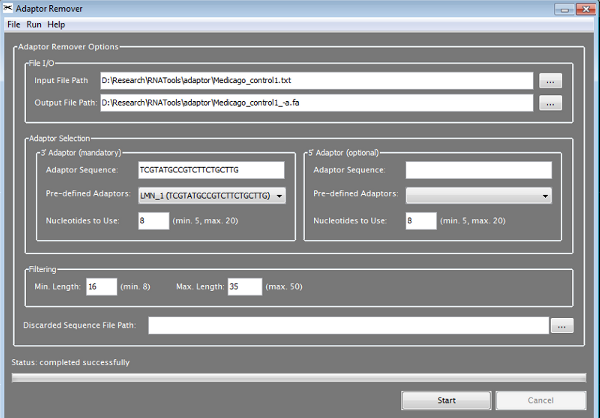 Adaptor Remover
File Run Help
Adaptor Remover Options
File I/O
Input File Path D:\Research\RNATools\adaptor\Medicago_control1.txt ...
Output File Path: D:\Research\RNATools\adaptor\Medicago_control1_-a.fa ...
Adaptor Selection
3' Adaptor (mandatory) 5' Adaptor (optional)
Adaptor Sequence: TCGTATGCCGTCTTCTGCTTG Adaptor Sequence:
Pre-defined Adaptors: LMN_1 (TCGTATGCCGTCTTCTGCTTG) Pre-defined Adaptors:
Nucleotides to Use: 8 (min. 5, max. 20) Nucleotides to Use: 8 (min. 5, max. 20)
Filtering
Min. Length: 16 (min. 8) Max. Length: 35 (max. 50)
Discarded Sequence File Path: ...
Status: completed successfully
Start Cancel